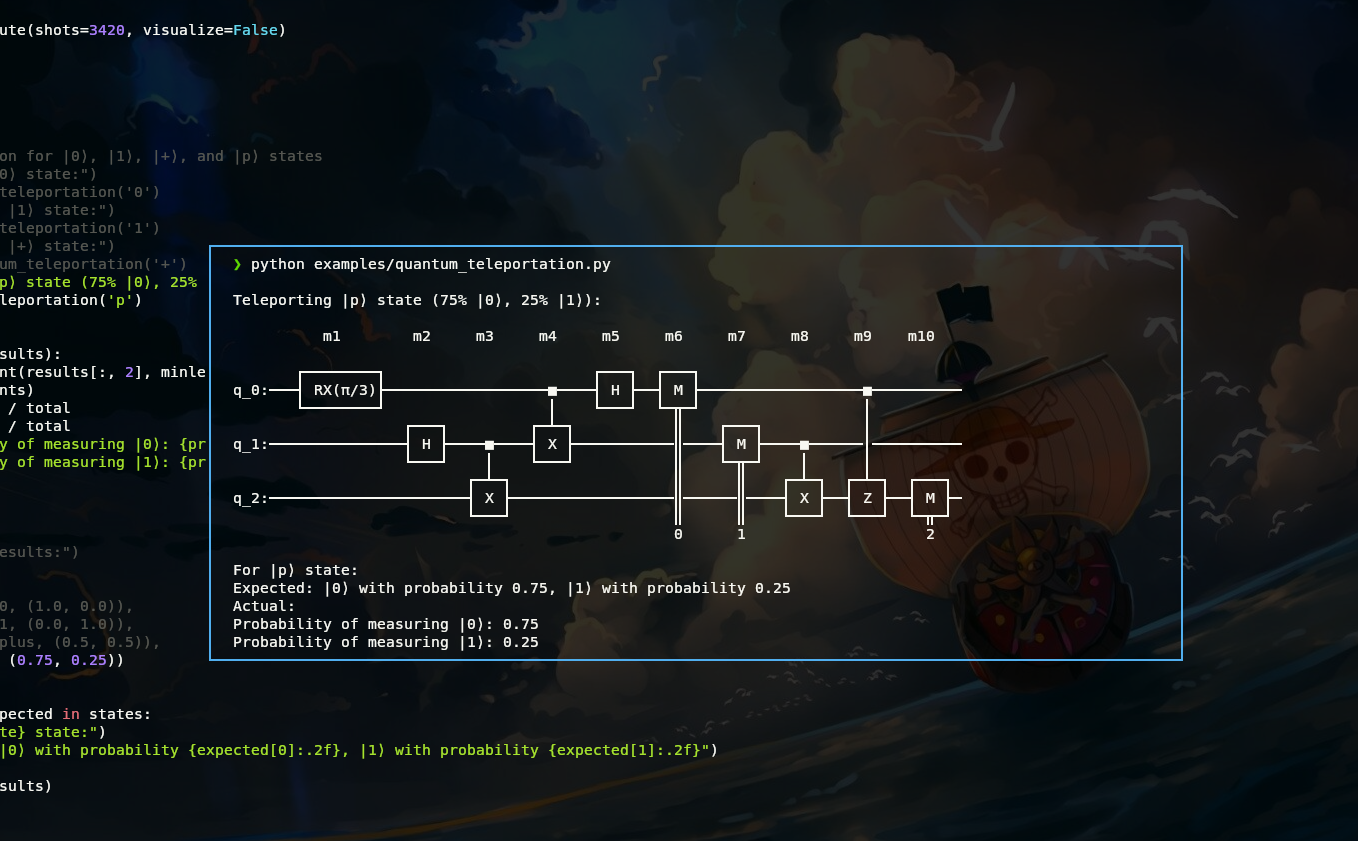 ute(shots=3420, visualize=False)
on for |0⟩, |1⟩, |+⟩, and |p⟩ states
0⟩ state:")
teleportation('0')
|1⟩ state:")
teleportation('1')
|+⟩ state:")
um_teleportation('+')
p⟩ state (75% |0⟩, 25%
leportation('p')
sults):
nt(results[:, 2], minle
nts)
/ total
/ total
y of measuring |0⟩: {pr
y of measuring |1⟩: {pr
esults:")
0, (1.0, 0.0)),
1, (0.0, 1.0)),
plus, (0.5, 0.5)),
(0.75, 0.25))
pected in states:
te} state:")
|0⟩ with probability {expected[0]:.2f}, |1⟩ with probability {expected[1]:.2f}")
sults)
❯ python examples/quantum_teleportation.py
Teleporting |p⟩ state (75% |0⟩, 25% |1⟩):
m1 m2 m3 m4 m5 m6 m7 m8 m9 m10
q_0: RX(π/3) H M
q_1: H X M
q_2: X X Z M
0 1 2
For |p⟩ state:
Expected: |0⟩ with probability 0.75, |1⟩ with probability 0.25
Actual:
Probability of measuring |0⟩: 0.75
Probability of measuring |1⟩: 0.25